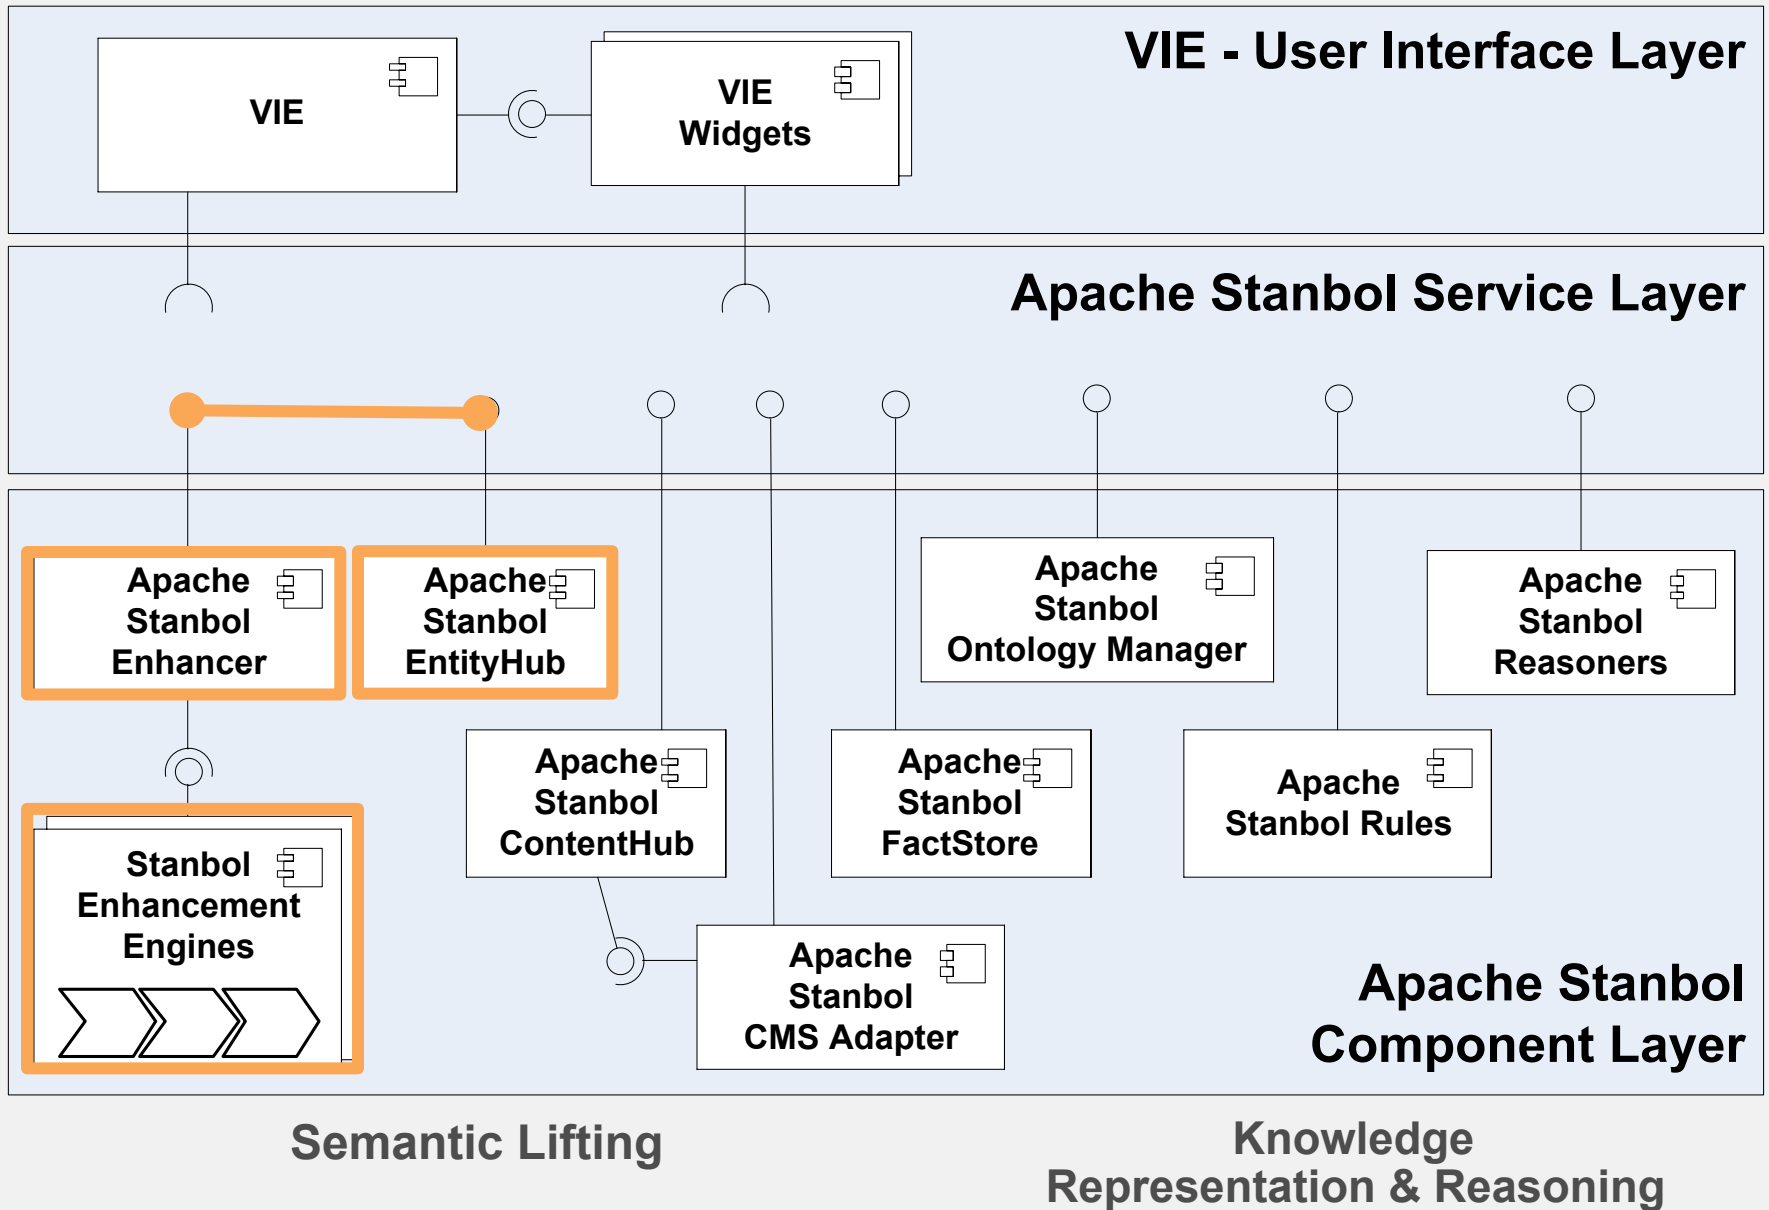 VIE - User Interface Layer
VIE
VIE
Widgets
Apache Stanbol Service Layer
Apache
Stanbol
Enhancer
Apache
Stanbol
EntityHub
Apache
Stanbol
Ontology Manager
Apache
Stanbol
Reasoners
Apache
Stanbol
ContentHub
Apache
Stanbol
FactStore
Apache
Stanbol Rules
Stanbol
Enhancement
Engines
Apache
Stanbol
CMS Adapter
Apache Stanbol
Component Layer
Semantic Lifting
Knowledge
Representation & Reasoning